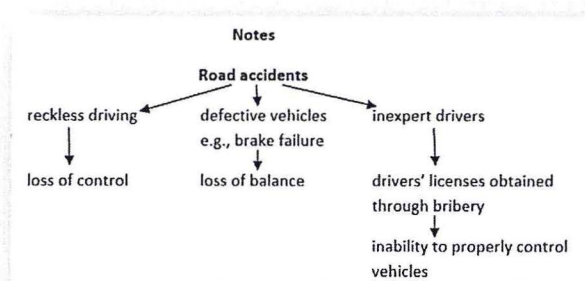 Notes
Road accidents
reckless driving
defective vehicles
e.g., brake failure
inexpert drivers
loss of control
loss of balance
drivers' licenses obtained
through bribery
inability to properly control
vehicles